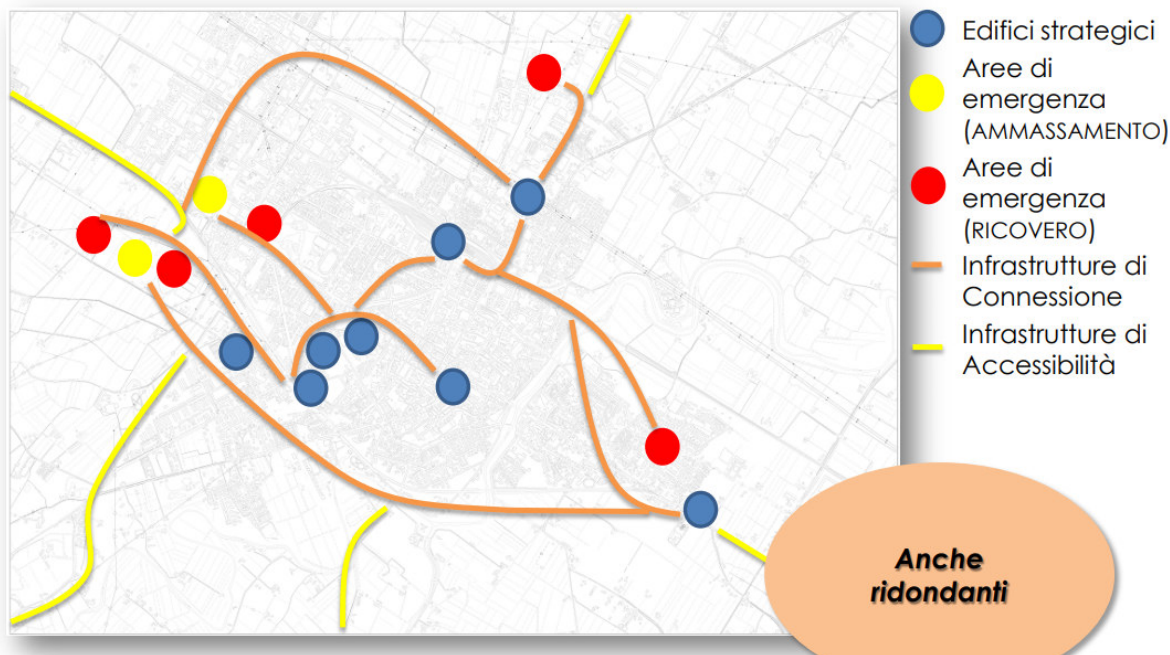 Edifici strategici
Aree di
emergenza
(AMMASSAMENTO)
Aree di
emergenza
(RICOVERO)
Infrastrutture di
Connessione
Infrastrutture di
Accessibilità
Anche
ridondanti